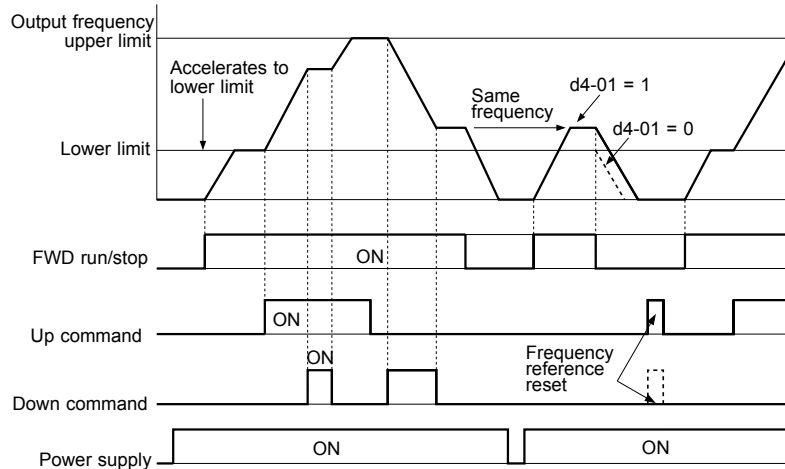 Output frequency
upper limit
Accelerates to
lower limit
Same
frequency
d4-01 = 1
d4-01 = 0
Lower limit
FWD run/stop
ON
Up command
ON
ON
Frequency
reference
reset
Down command
Power supply
ON
ON